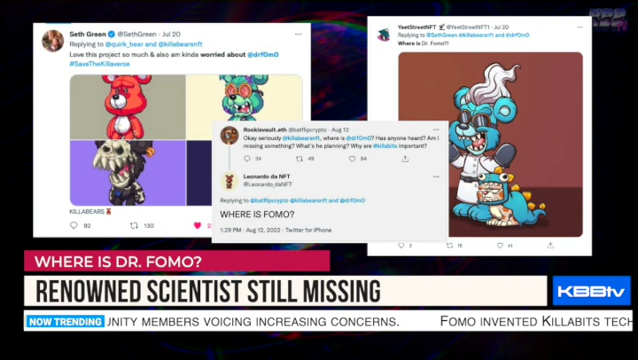 Seth Green @SethGreen · Jul 20
Replying to @quirk_bear and @killabearsnft
Love this project so much & also am kinda worried about @drf0m0
#SaveTheKillaverse
KILLABEARS
92
130
YeetStreetNFT @YeetStreetNFT1 · Jul 20
Replying to @SethGreen @killabearsnft and @drf0m0
Where is Dr. Fomo?!
2
15
41
Rookievault.eth @batflipcrypto · Aug 12
Okay seriously @killabearsnft, where is @drf0m0? Has anyone heard? Am I
missing something? What's he planning? Why are #killabits important?
34
49
84
Leonardo da NFT
@Leonardo_daNFT
Replying to @batflipcrypto @killabearsnft and @drf0m0
WHERE IS FOMO?
1:29 PM · Aug 12, 2022 · Twitter for iPhone
WHERE IS DR. FOMO?
RENOWNED SCIENTIST STILL MISSING
KBBTV
NOW TRENDING
UNITY MEMBERS VOICING INCREASING CONCERNS. FOMO INVENTED KILLABITS TECH